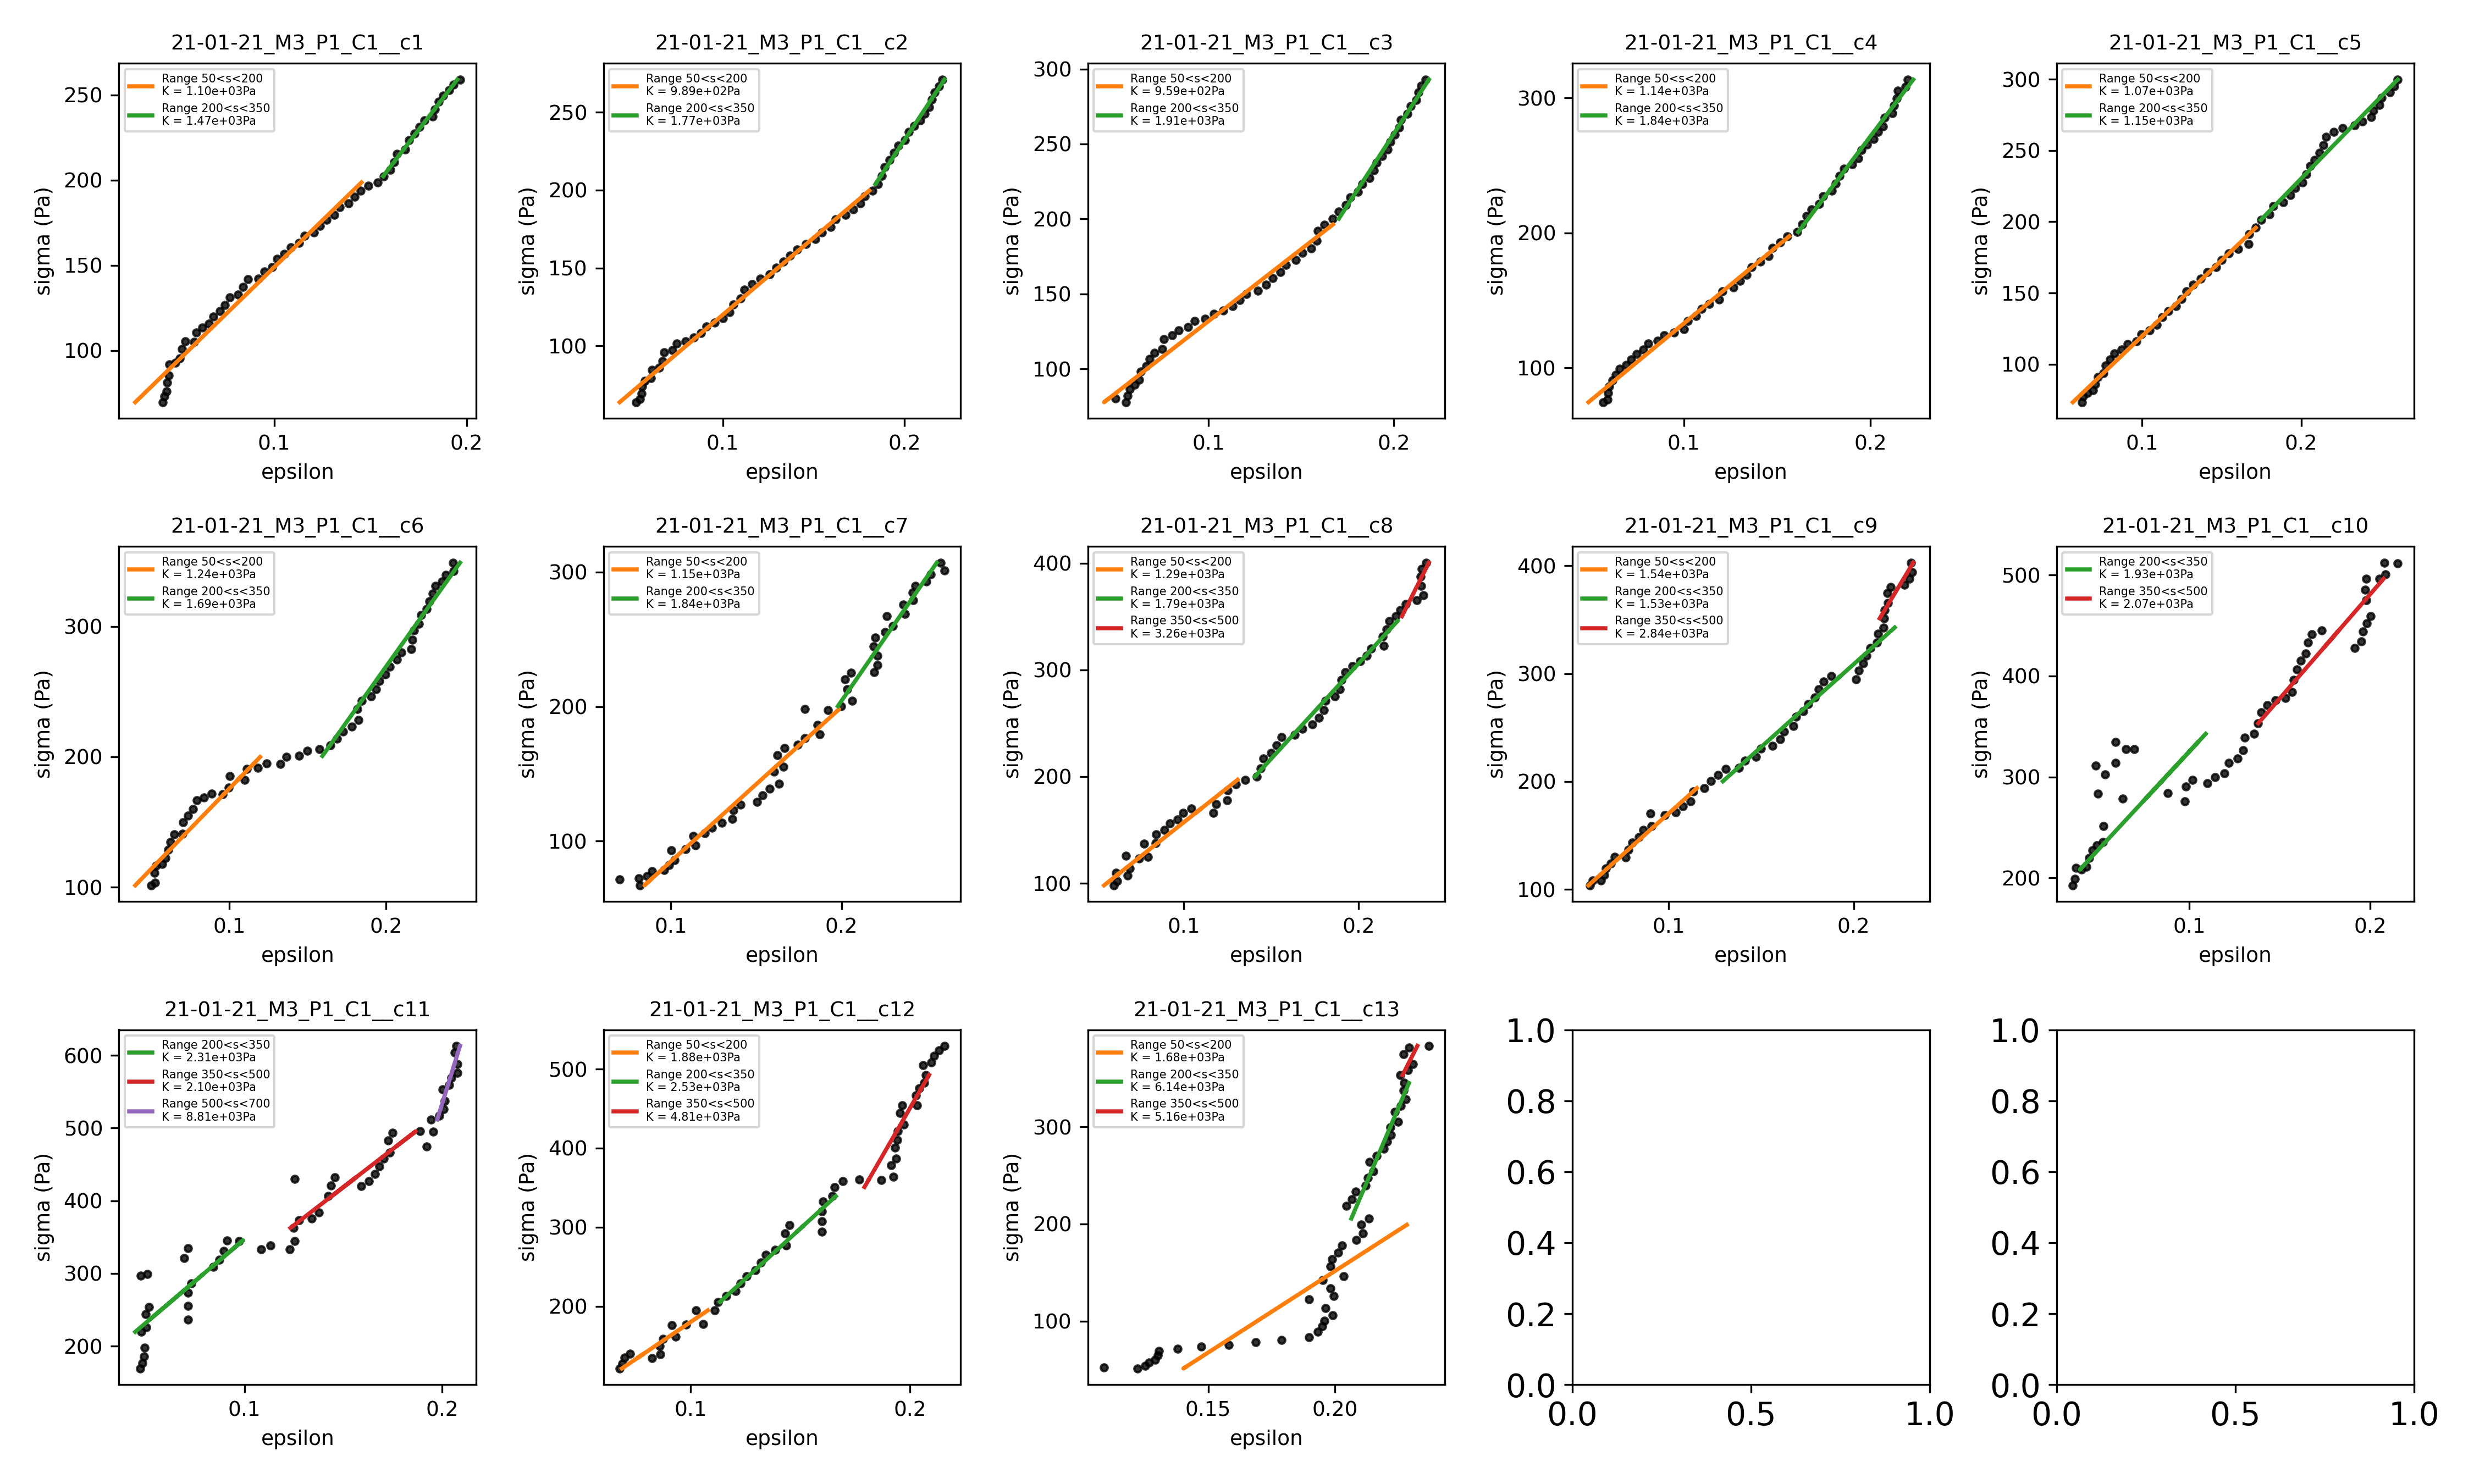 21-01-21_M3_P1_C1__c1
Range 50<s<200
K = 1.10e+03Pa
Range 200<s<350
K = 1.47e+03Pa
250
200
150
100
sigma (Pa)
0.1
0.2
epsilon
21-01-21_M3_P1_C1__c2
Range 50<s<200
K = 9.89e+02Pa
Range 200<s<350
K = 1.77e+03Pa
250
200
150
100
sigma (Pa)
0.1
0.2
epsilon
21-01-21_M3_P1_C1__c3
Range 50<s<200
K = 9.59e+02Pa
Range 200<s<350
K = 1.91e+03Pa
300
250
200
150
100
sigma (Pa)
0.1
0.2
epsilon
21-01-21_M3_P1_C1__c4
Range 50<s<200
K = 1.14e+03Pa
Range 200<s<350
K = 1.84e+03Pa
300
200
100
sigma (Pa)
0.1
0.2
epsilon
21-01-21_M3_P1_C1__c5
Range 50<s<200
K = 1.07e+03Pa
Range 200<s<350
K = 1.15e+03Pa
300
250
200
150
100
sigma (Pa)
0.1
0.2
epsilon
21-01-21_M3_P1_C1__c6
Range 50<s<200
K = 1.24e+03Pa
Range 200<s<350
K = 1.69e+03Pa
300
200
100
sigma (Pa)
0.1
0.2
epsilon
21-01-21_M3_P1_C1__c7
Range 50<s<200
K = 1.15e+03Pa
Range 200<s<350
K = 1.84e+03Pa
300
200
100
sigma (Pa)
0.1
0.2
epsilon
21-01-21_M3_P1_C1__c8
Range 50<s<200
K = 1.29e+03Pa
Range 200<s<350
K = 1.79e+03Pa
Range 350<s<500
K = 3.26e+03Pa
400
300
200
100
sigma (Pa)
0.1
0.2
epsilon
21-01-21_M3_P1_C1__c9
Range 50<s<200
K = 1.54e+03Pa
Range 200<s<350
K = 1.53e+03Pa
Range 350<s<500
K = 2.84e+03Pa
400
300
200
100
sigma (Pa)
0.1
0.2
epsilon
21-01-21_M3_P1_C1__c10
Range 200<s<350
K = 1.93e+03Pa
Range 350<s<500
K = 2.07e+03Pa
500
400
300
200
sigma (Pa)
0.1
0.2
epsilon
21-01-21_M3_P1_C1__c11
Range 200<s<350
K = 2.31e+03Pa
Range 350<s<500
K = 2.10e+03Pa
Range 500<s<700
K = 8.81e+03Pa
600
500
400
300
200
sigma (Pa)
0.1
0.2
epsilon
21-01-21_M3_P1_C1__c12
Range 50<s<200
K = 1.88e+03Pa
Range 200<s<350
K = 2.53e+03Pa
Range 350<s<500
K = 4.81e+03Pa
500
400
300
200
sigma (Pa)
0.1
0.2
epsilon
21-01-21_M3_P1_C1__c13
Range 50<s<200
K = 1.68e+03Pa
Range 200<s<350
K = 6.14e+03Pa
Range 350<s<500
K = 5.16e+03Pa
300
200
100
sigma (Pa)
0.15
0.20
epsilon
1.0
0.8
0.6
0.4
0.2
0.0
0.0
0.5
1.0
1.0
0.8
0.6
0.4
0.2
0.0
0.0
0.5
1.0